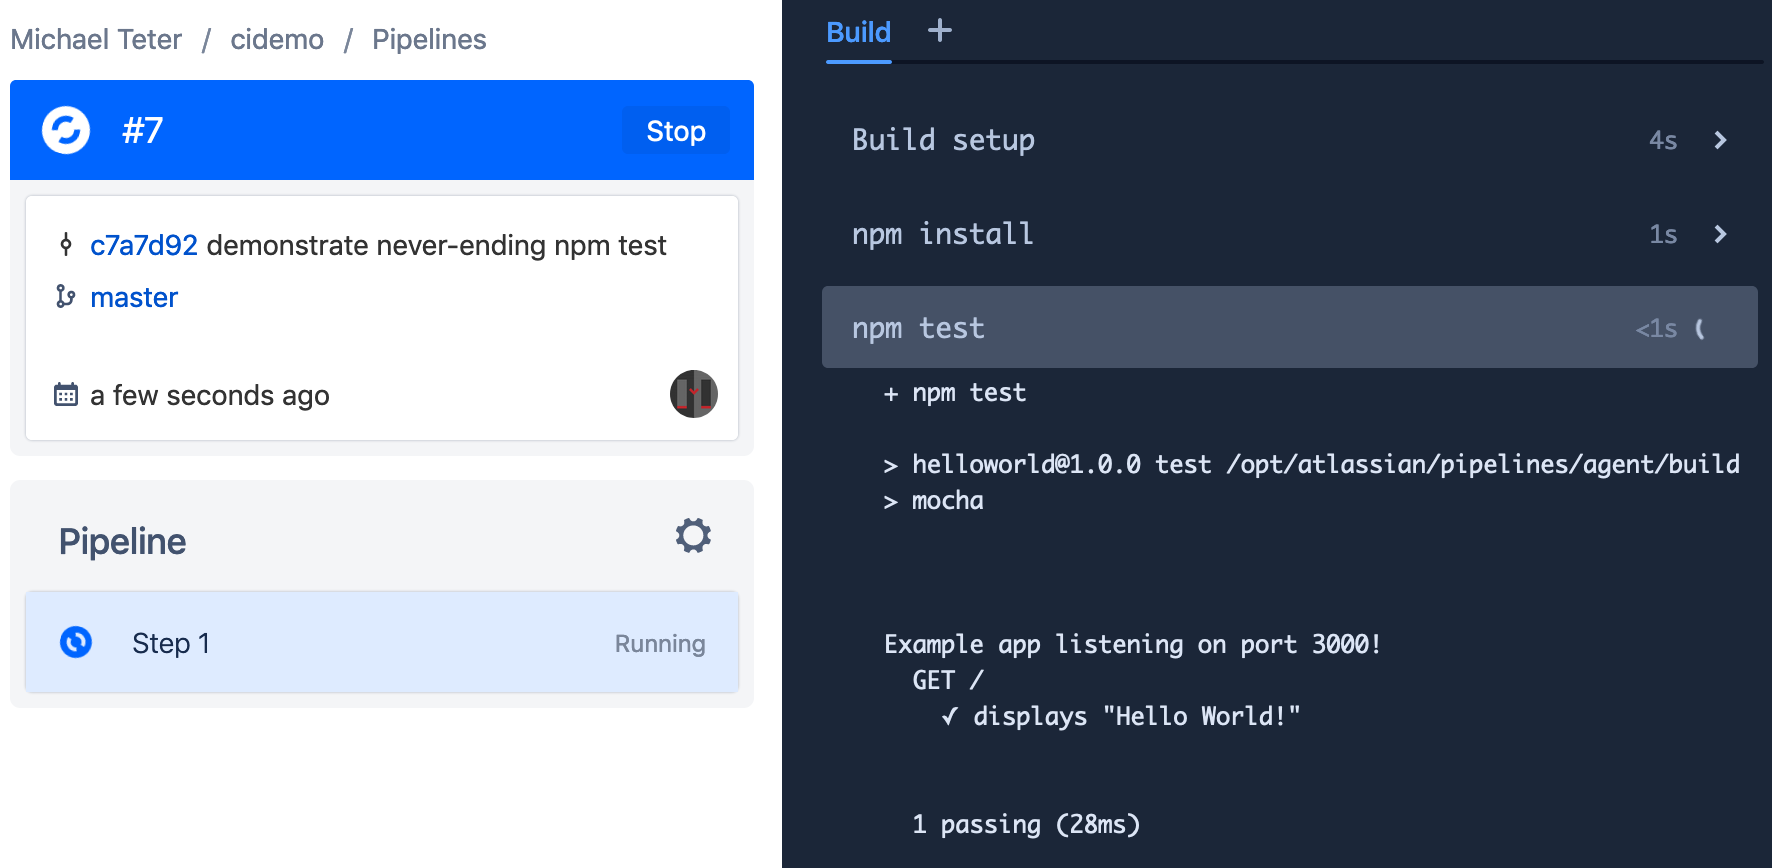 Michael Teter / cidemo / Pipelines
#7
Stop
c7a7d92 demonstrate never-ending npm test
master
a few seconds ago
Pipeline
Step 1
Running
Build +
Build setup 4s
npm install 1s
npm test <1s
+ npm test
> helloworld@1.0.0 test /opt/atlassian/pipelines/agent/build
> mocha
Example app listening on port 3000!
GET /
✓ displays "Hello World!"
1 passing (28ms)